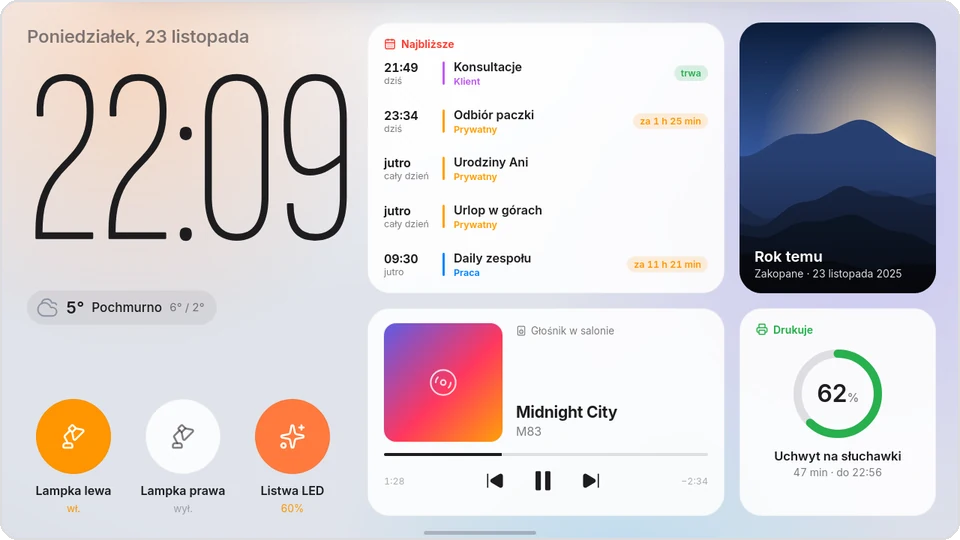 Poniedziałek, 23 listopada
22:09
5° Pochmurno 6° / 2°
Lampka lewa
wł.
Lampka prawa
wył.
Listwa LED
60%
Najbliższe
21:49 Konsultacje trwa
dziś Klient
23:34 Odbiór paczki za 1 h 25 min
dziś Prywatny
jutro Urodziny Ani
cały dzień Prywatny
jutro Urlop w górach
cały dzień Prywatny
09:30 Daily zespołu za 11 h 21 min
jutro Praca
Głośnik w salonie
Midnight City
M83
1:28 −2:34
Rok temu
Zakopane · 23 listopada 2025
Drukuje
62%
Uchwyt na słuchawki
47 min · do 22:56